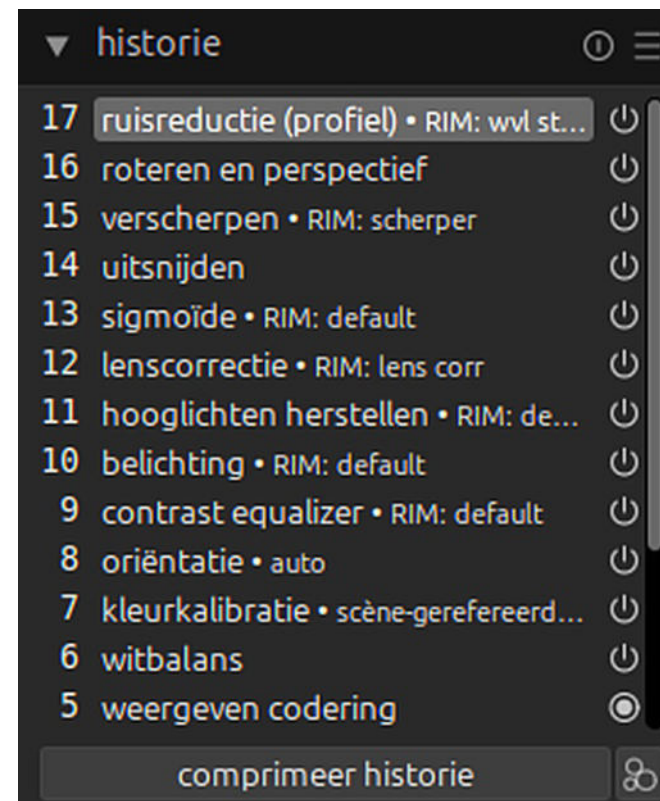 historie
17 ruisreductie (profiel) • RIM: wvl st...
16 roteren en perspectief
15 verscherpen • RIM: scherper
14 uitsnijden
13 sigmoïde • RIM: default
12 lenscorrectie • RIM: lens corr
11 hooglichten herstellen • RIM: de...
10 belichting • RIM: default
9 contrast equalizer • RIM: default
8 oriëntatie • auto
7 kleurkalibratie • scène-gerefereerd...
6 witbalans
5 weergeven codering
comprimeer historie